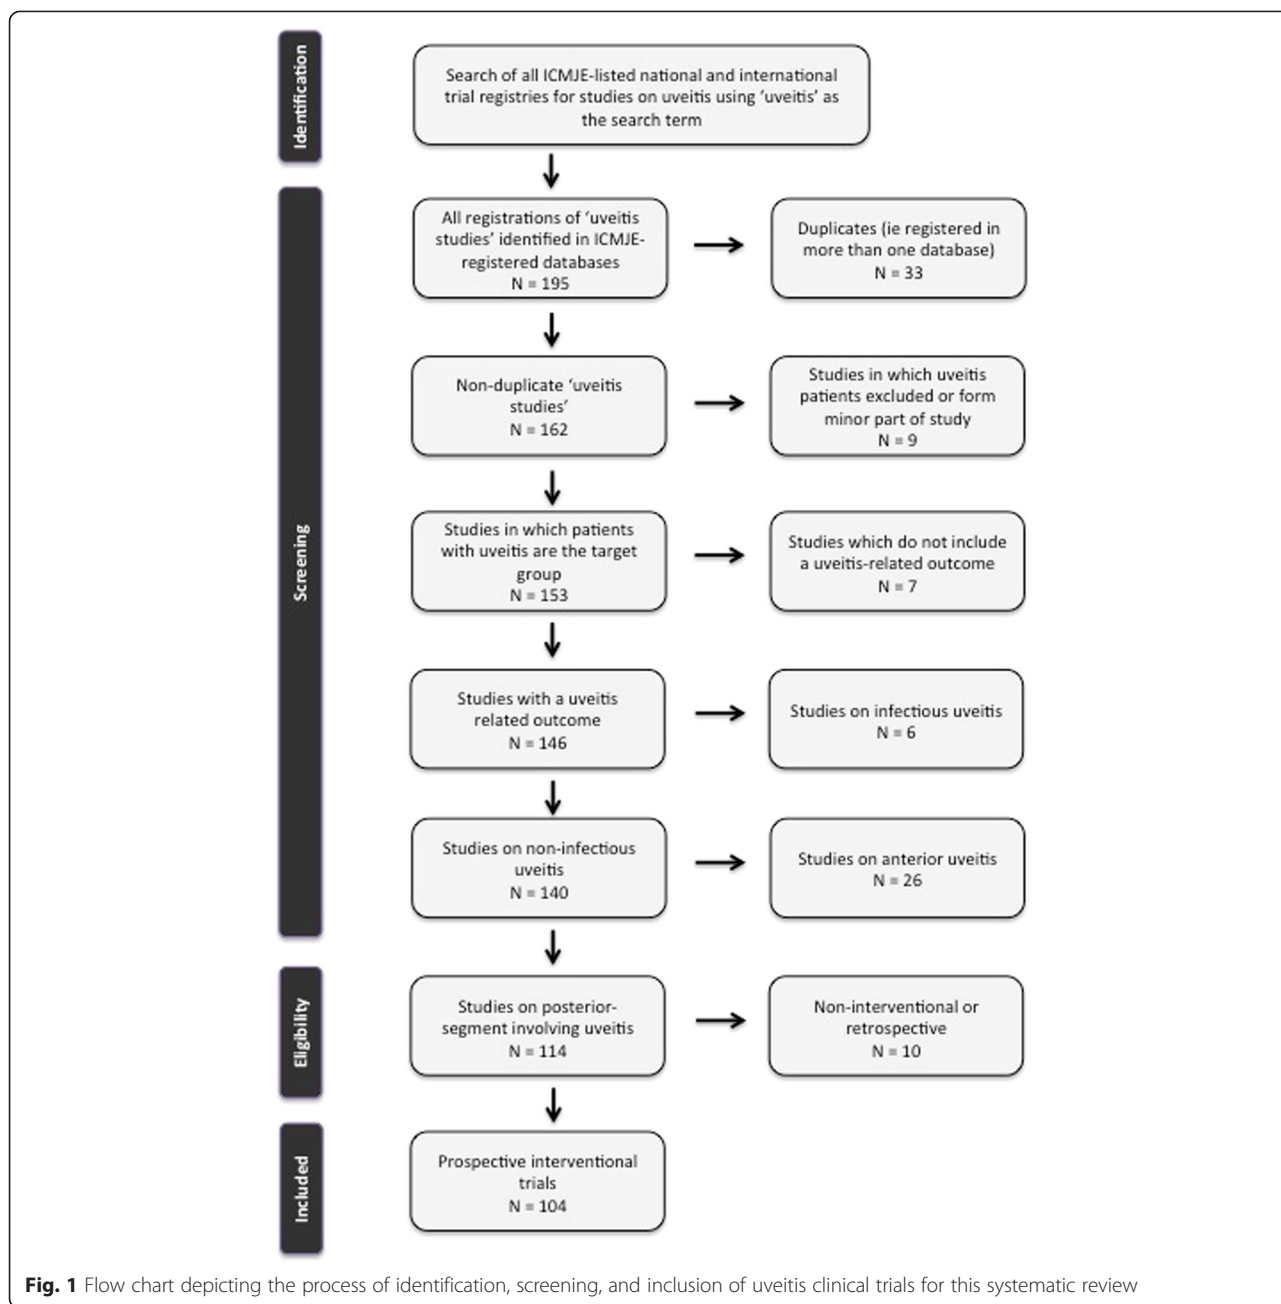 Identification
Search of all ICMJE-listed national and international
trial registries for studies on uveitis using ‘uveitis’ as
the search term
Screening
All registrations of ‘uveitis
studies’ identified in ICMJE-
registered databases
N = 195
Duplicates (ie registered in
more than one database)
N = 33
Non-duplicate ‘uveitis
studies’
N = 162
Studies in which uveitis
patients excluded or form
minor part of study
N = 9
Studies in which patients
with uveitis are the target
group
N = 153
Studies which do not include
a uveitis-related outcome
N = 7
Studies with a uveitis
related outcome
N = 146
Studies on infectious uveitis
N = 6
Studies on non-infectious
uveitis
N = 140
Studies on anterior uveitis
N = 26
Eligibility
Studies on posterior-
segment involving uveitis
N = 114
Non-interventional or
retrospective
N = 10
Included
Prospective interventional
trials
N = 104
Fig. 1 Flow chart depicting the process of identification, screening, and inclusion of uveitis clinical trials for this systematic review